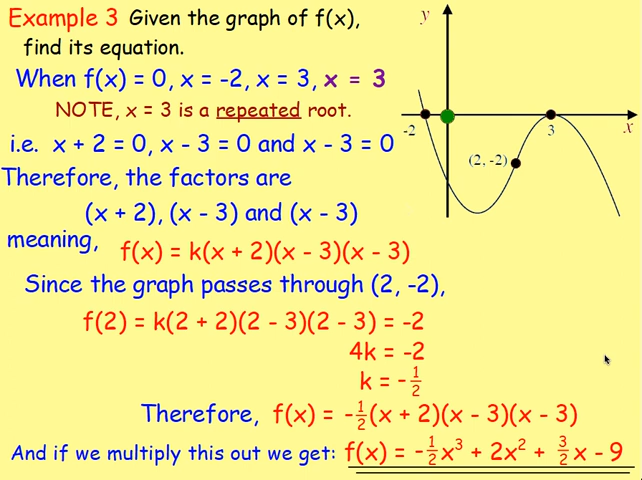 Example 3 Given the graph of f(x),
find its equation.
When f(x) = 0, x = -2, x = 3, x = 3
NOTE, x = 3 is a repeated root.
i.e. x + 2 = 0, x - 3 = 0 and x - 3 = 0
Therefore, the factors are
(x + 2), (x - 3) and (x - 3)
meaning, f(x) = k(x + 2)(x - 3)(x - 3)
Since the graph passes through (2, -2),
f(2) = k(2 + 2)(2 - 3)(2 - 3) = -2
4k = -2
k = -1/2
Therefore, f(x) = -1/2(x + 2)(x - 3)(x - 3)
And if we multiply this out we get: f(x) = -1/2x³ + 2x² + 3/2x - 9
y
x
-2
3
(2, -2)